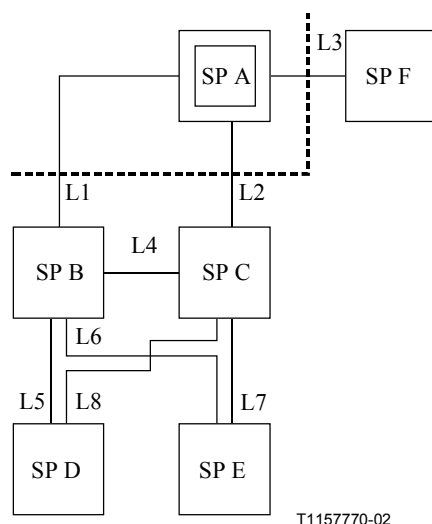 L3
SP A
SP F
L1
L2
L4
SP B
SP C
L6
L5
L8
L7
SP D
SP E
T1157770-02